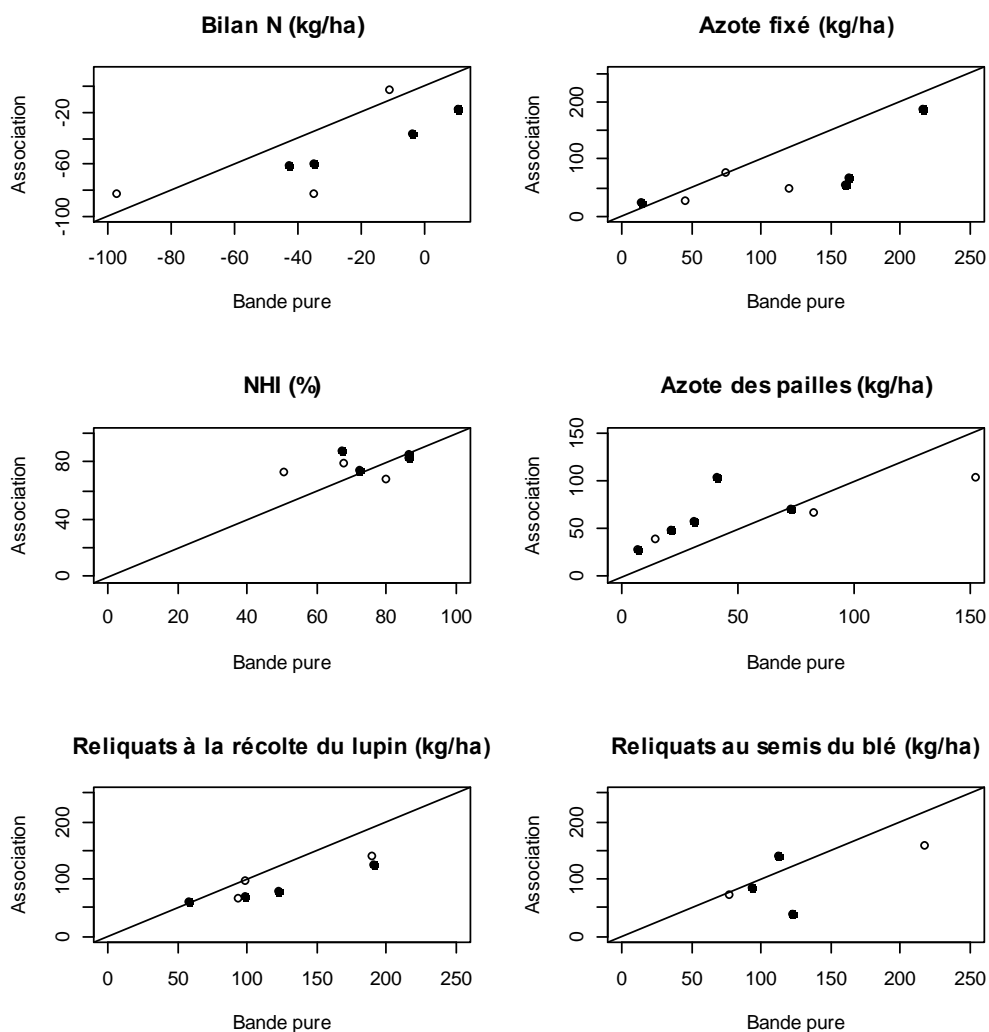 Bilan N (kg/ha)
Association
-100
-60
-20
-100
-80
-60
-40
-20
0
Bande pure
Azote fixé (kg/ha)
Association
0
100
200
0
50
100
150
200
250
Bande pure
NHI (%)
Association
0
40
80
0
20
40
60
80
100
Bande pure
Azote des pailles (kg/ha)
Association
0
50
100
150
0
50
100
150
Bande pure
Reliquats à la récolte du lupin (kg/ha)
Association
0
100
200
0
50
100
150
200
250
Bande pure
Reliquats au semis du blé (kg/ha)
Association
0
100
200
0
50
100
150
200
250
Bande pure